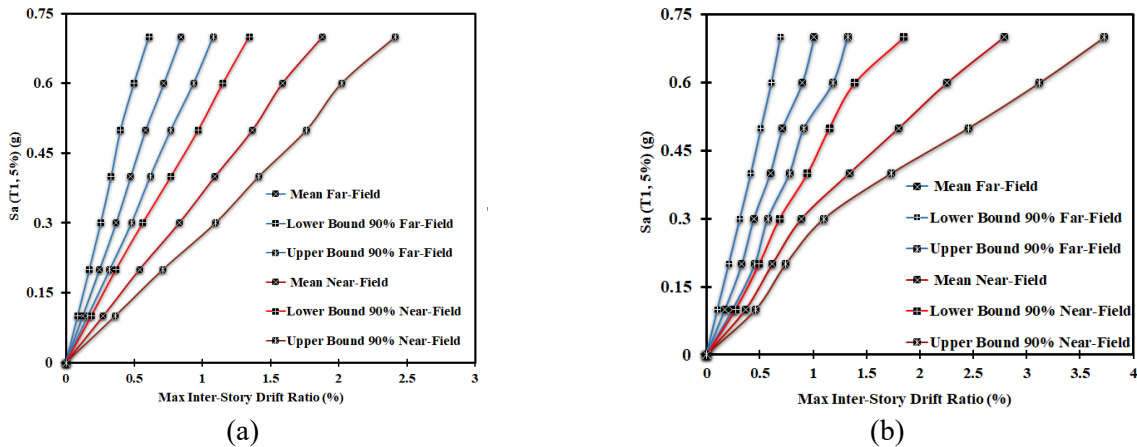 0.75
0.6
0.45
0.3
0.15
0
Sa (T1, 5%) (g)
Mean Far-Field
Lower Bound 90% Far-Field
Upper Bound 90% Far-Field
Mean Near-Field
Lower Bound 90% Near-Field
Upper Bound 90% Near-Field
0 0.5 1 1.5 2 2.5 3
Max Inter-Story Drift Ratio (%)
(a)
0.75
0.6
0.45
0.3
0.15
0
Sa (T1, 5%) (g)
Mean Far-Field
Lower Bound 90% Far-Field
Upper Bound 90% Far-Field
Mean Near-Field
Lower Bound 90% Near-Field
Upper Bound 90% Near-Field
0 0.5 1 1.5 2 2.5 3 3.5 4
Max Inter-Story Drift Ratio (%)
(b)